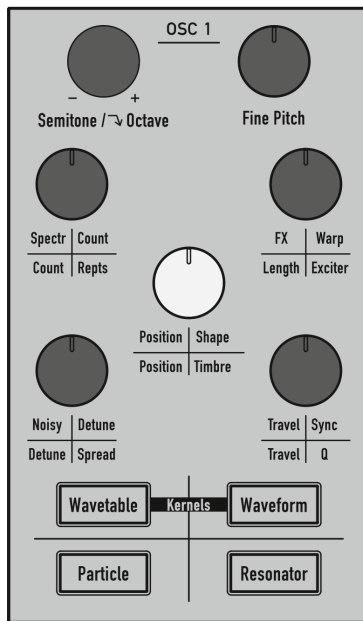 OSC 1
- +
Semitone / Octave
Fine Pitch
Spectr Count
Count Repts
FX Warp
Length Exciter
Position Shape
Position Timbre
Noisy Detune
Detune Spread
Travel Sync
Travel Q
Wavetable Kernels Waveform
Particle Resonator